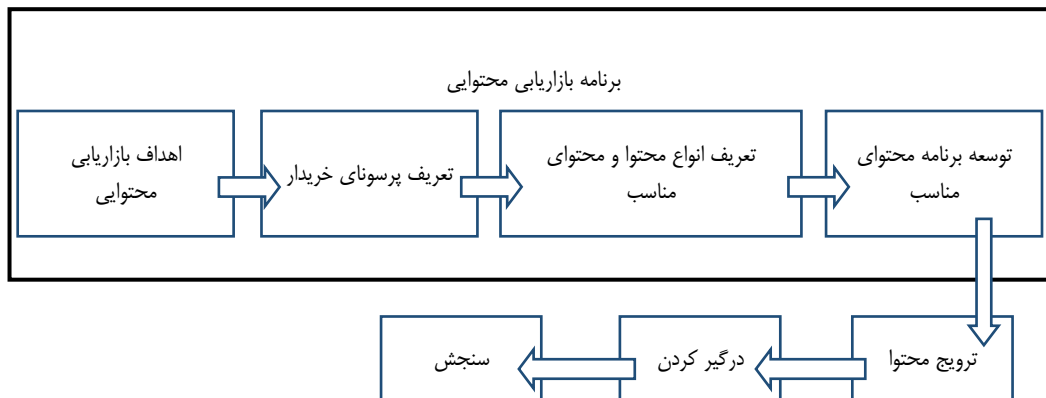 برنامه بازاریابی محتوایی
اهداف بازاریابی
محتوایی
تعریف پرسونای خریدار
تعریف انواع محتوا و محتوای
مناسب
توسعه برنامه محتوای
مناسب
ترویج محتوا
درگیر کردن
سنجش